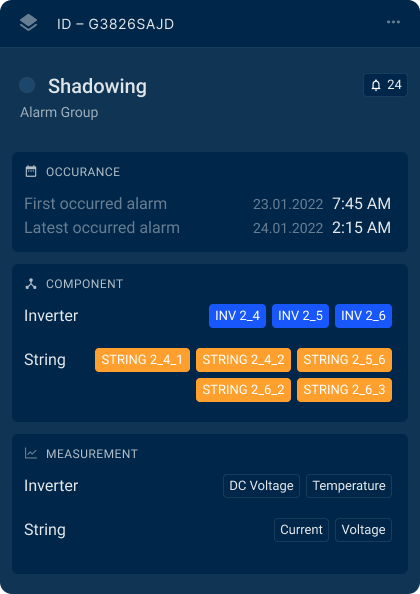 ID – G3826SAJD
Shadowing 24
Alarm Group
OCCURANCE
First occurred alarm 23.01.2022 7:45 AM
Latest occurred alarm 24.01.2022 2:15 AM
COMPONENT
Inverter INV 2_4 INV 2_5 INV 2_6
String STRING 2_4_1 STRING 2_4_2 STRING 2_5_6
STRING 2_6_2 STRING 2_6_3
MEASUREMENT
Inverter DC Voltage Temperature
String Current Voltage